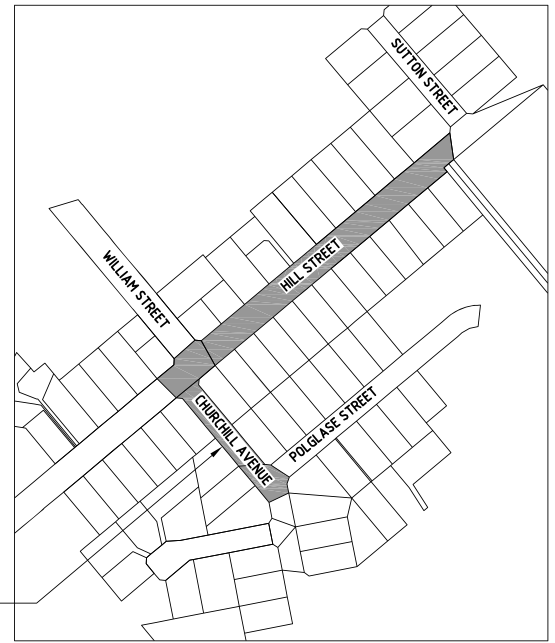 SUTTON STREET
HILL STREET
WILLIAM STREET
CHURCHILL AVENUE
POLGLASE STREET